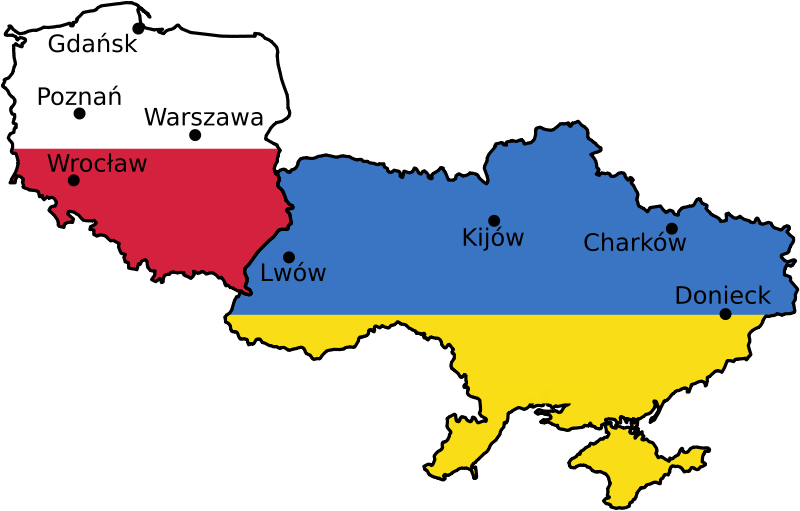 Gdańsk
Poznań
Warszawa
Wrocław
Kijów
Charków
Lwów
Donieck